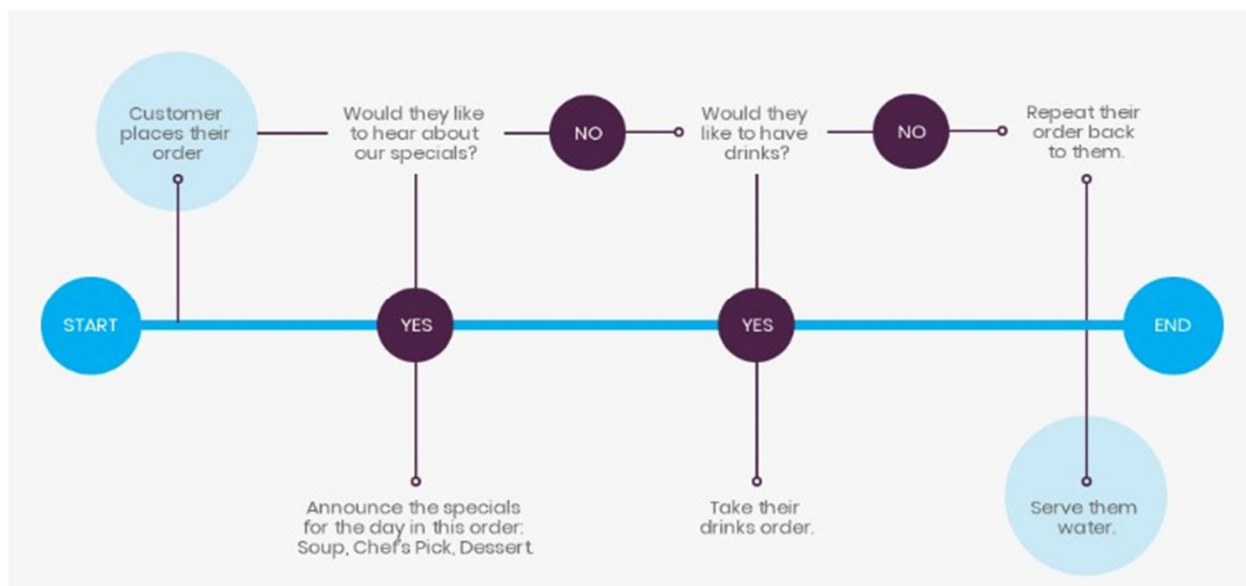 Customer
places their
order
Would they like
to hear about
our specials?
NO
Would they
like to have
drinks?
NO
Repeat their
order back
to them.
START
YES
YES
END
Announce the specials
for the day in this order:
Soup, Chef's Pick, Dessert.
Take their
drinks order.
Serve them
water.